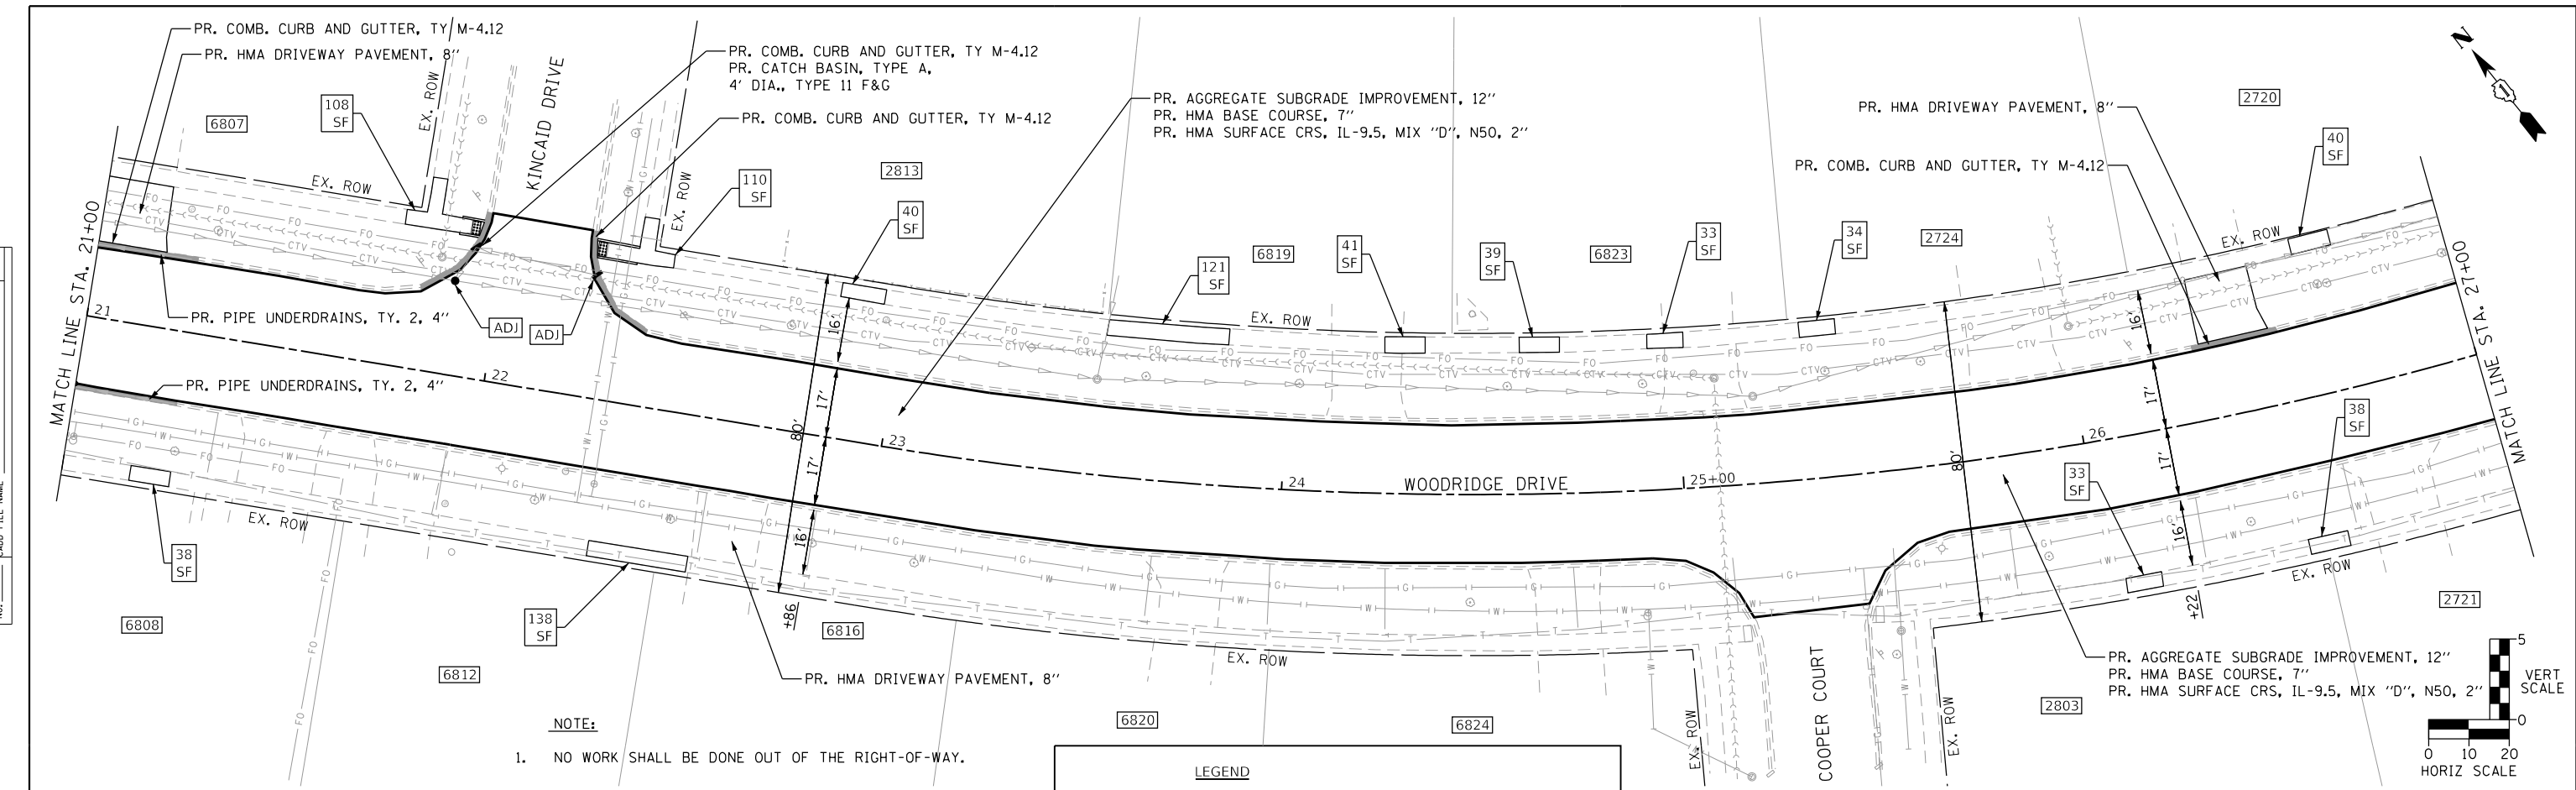 PR. COMB. CURB AND GUTTER, TY M-4.12
PR. HMA DRIVEWAY PAVEMENT, 8"
PR. COMB. CURB AND GUTTER, TY M-4.12
PR. CATCH BASIN, TYPE A,
4' DIA., TYPE 11 F&G
PR. COMB. CURB AND GUTTER, TY M-4.12
KINCAID DRIVE
EX. ROW
EX. ROW
EX. ROW
6807
108
SF
110
SF
2813
40
SF
PR. AGGREGATE SUBGRADE IMPROVEMENT, 12"
PR. HMA BASE COURSE, 7"
PR. HMA SURFACE CRS, IL-9.5, MIX "D", N50, 2"
PR. HMA DRIVEWAY PAVEMENT, 8"
PR. COMB. CURB AND GUTTER, TY M-4.12
2720
40
SF
N
121
SF
6819
41
SF
39
SF
6823
33
SF
34
SF
2724
EX. ROW
EX. ROW
MATCH LINE STA. 21+00
MATCH LINE STA. 27+00
PR. PIPE UNDERDRAINS, TY. 2, 4"
ADJ
ADJ
PR. PIPE UNDERDRAINS, TY. 2, 4"
21
22
23
24
25+00
26
WOODRIDGE DRIVE
16'
17'
80'
17'
16'
+86
16'
17'
80'
17'
16'
+22
38
SF
EX. ROW
138
SF
6808
6812
6816
PR. HMA DRIVEWAY PAVEMENT, 8"
EX. ROW
6820
6824
33
SF
38
SF
EX. ROW
2721
2803
EX. ROW
COOPER COURT
EX. ROW
PR. AGGREGATE SUBGRADE IMPROVEMENT, 12"
PR. HMA BASE COURSE, 7"
PR. HMA SURFACE CRS, IL-9.5, MIX "D", N50, 2"
5
VERT
SCALE
0
0 10 20
HORIZ SCALE
NOTE:
1. NO WORK SHALL BE DONE OUT OF THE RIGHT-OF-WAY.
LEGEND